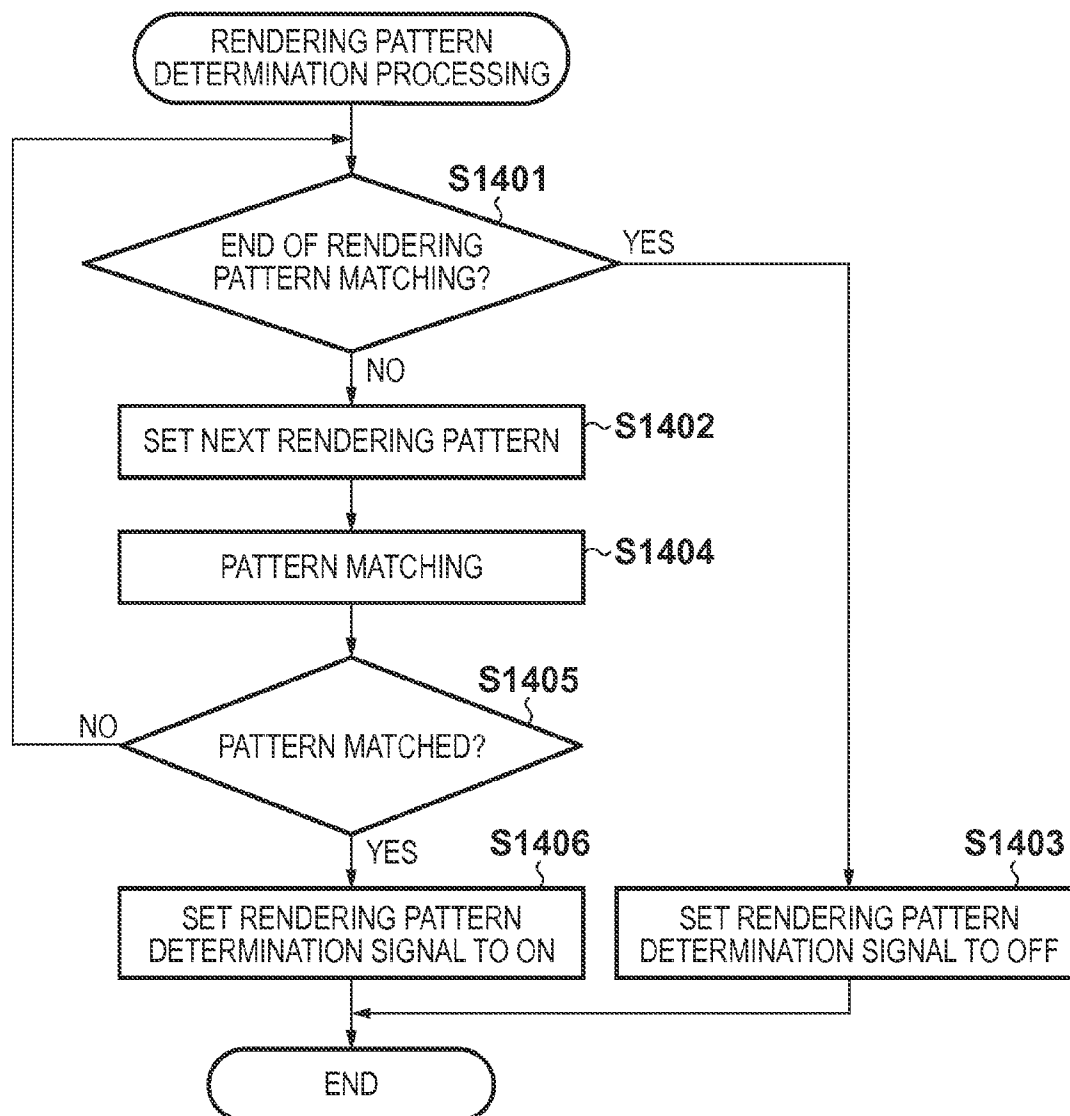 RENDERING PATTERN
DETERMINATION PROCESSING
S1401
END OF RENDERING
PATTERN MATCHING?
YES
NO
SET NEXT RENDERING PATTERN
S1402
PATTERN MATCHING
S1404
S1405
NO
PATTERN MATCHED?
YES
S1406
S1403
SET RENDERING PATTERN
DETERMINATION SIGNAL TO ON
SET RENDERING PATTERN
DETERMINATION SIGNAL TO OFF
END